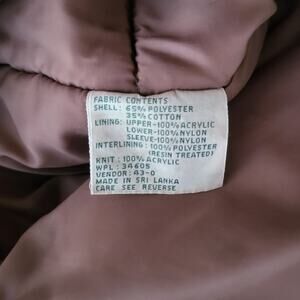 FABRIC CONTENTS
SHELL: 65% POLYESTER
35% COTTON
LINING: UPPER-100% ACRYLIC
LOWER-100% NYLON
SLEEVE-100% NYLON
INTERLINING: 100% POLYESTER
(RESIN TREATED)
KNIT: 100% ACRYLIC
WPL: 34605
VENDOR: 43-0
MADE IN SRI LANKA
CARE SEE REVERSE